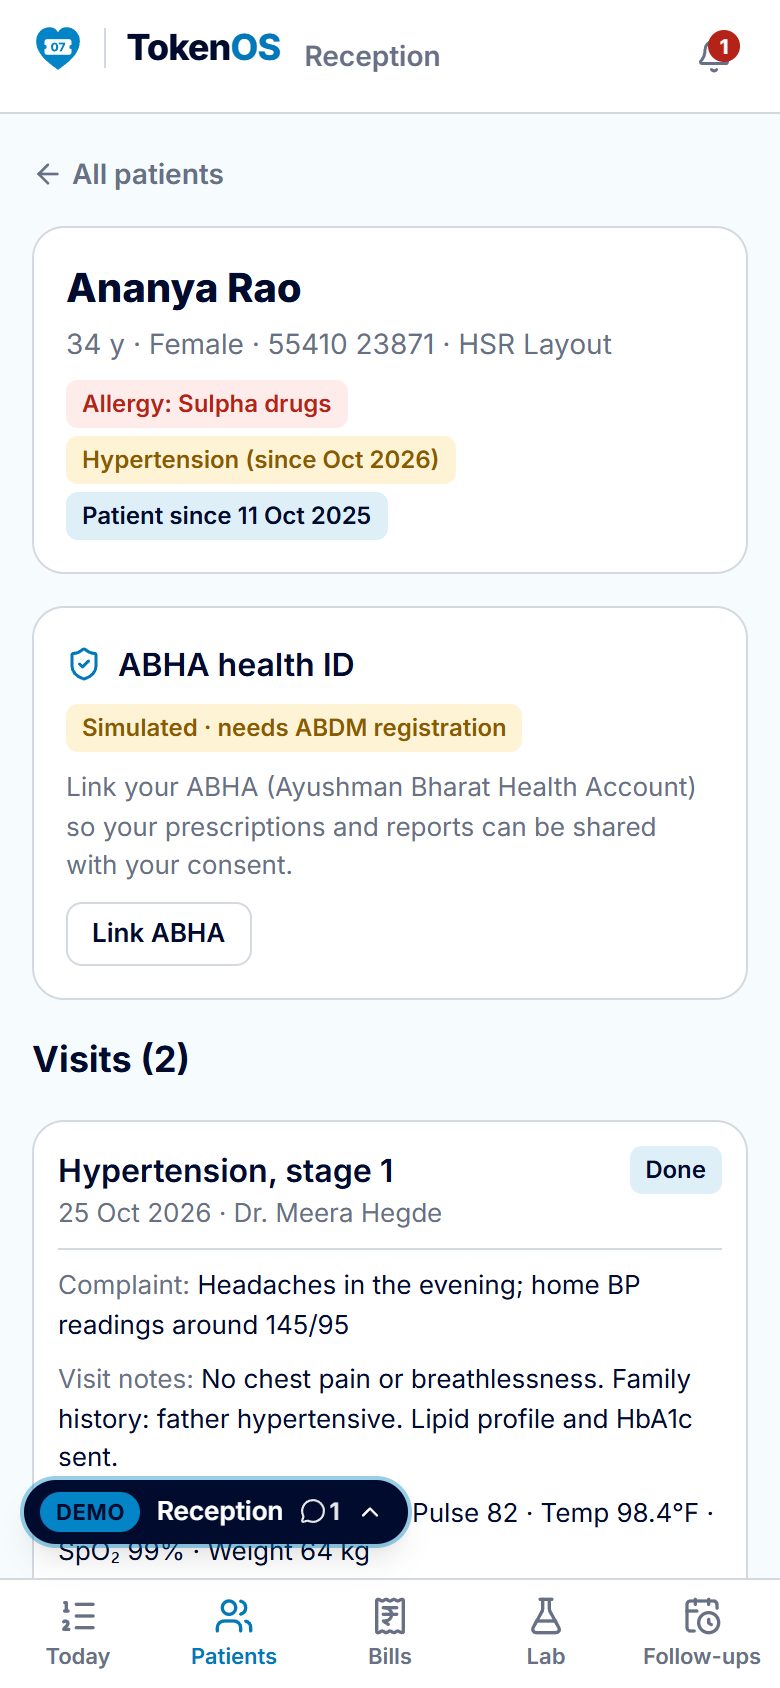 07
TokenOS
Reception
1
All patients
Ananya Rao
34 y · Female · 55410 23871 · HSR Layout
Allergy: Sulpha drugs
Hypertension (since Oct 2026)
Patient since 11 Oct 2025
ABHA health ID
Simulated · needs ABDM registration
Link your ABHA (Ayushman Bharat Health Account)
so your prescriptions and reports can be shared
with your consent.
Link ABHA
Visits (2)
Hypertension, stage 1
Done
25 Oct 2026 · Dr. Meera Hegde
Complaint: Headaches in the evening; home BP
readings around 145/95
Visit notes: No chest pain or breathlessness. Family
history: father hypertensive. Lipid profile and HbA1c
sent.
DEMO Reception 1
Pulse 82 · Temp 98.4°F ·
SpO₂ 99% · Weight 64 kg
Today
Patients
Bills
Lab
Follow-ups